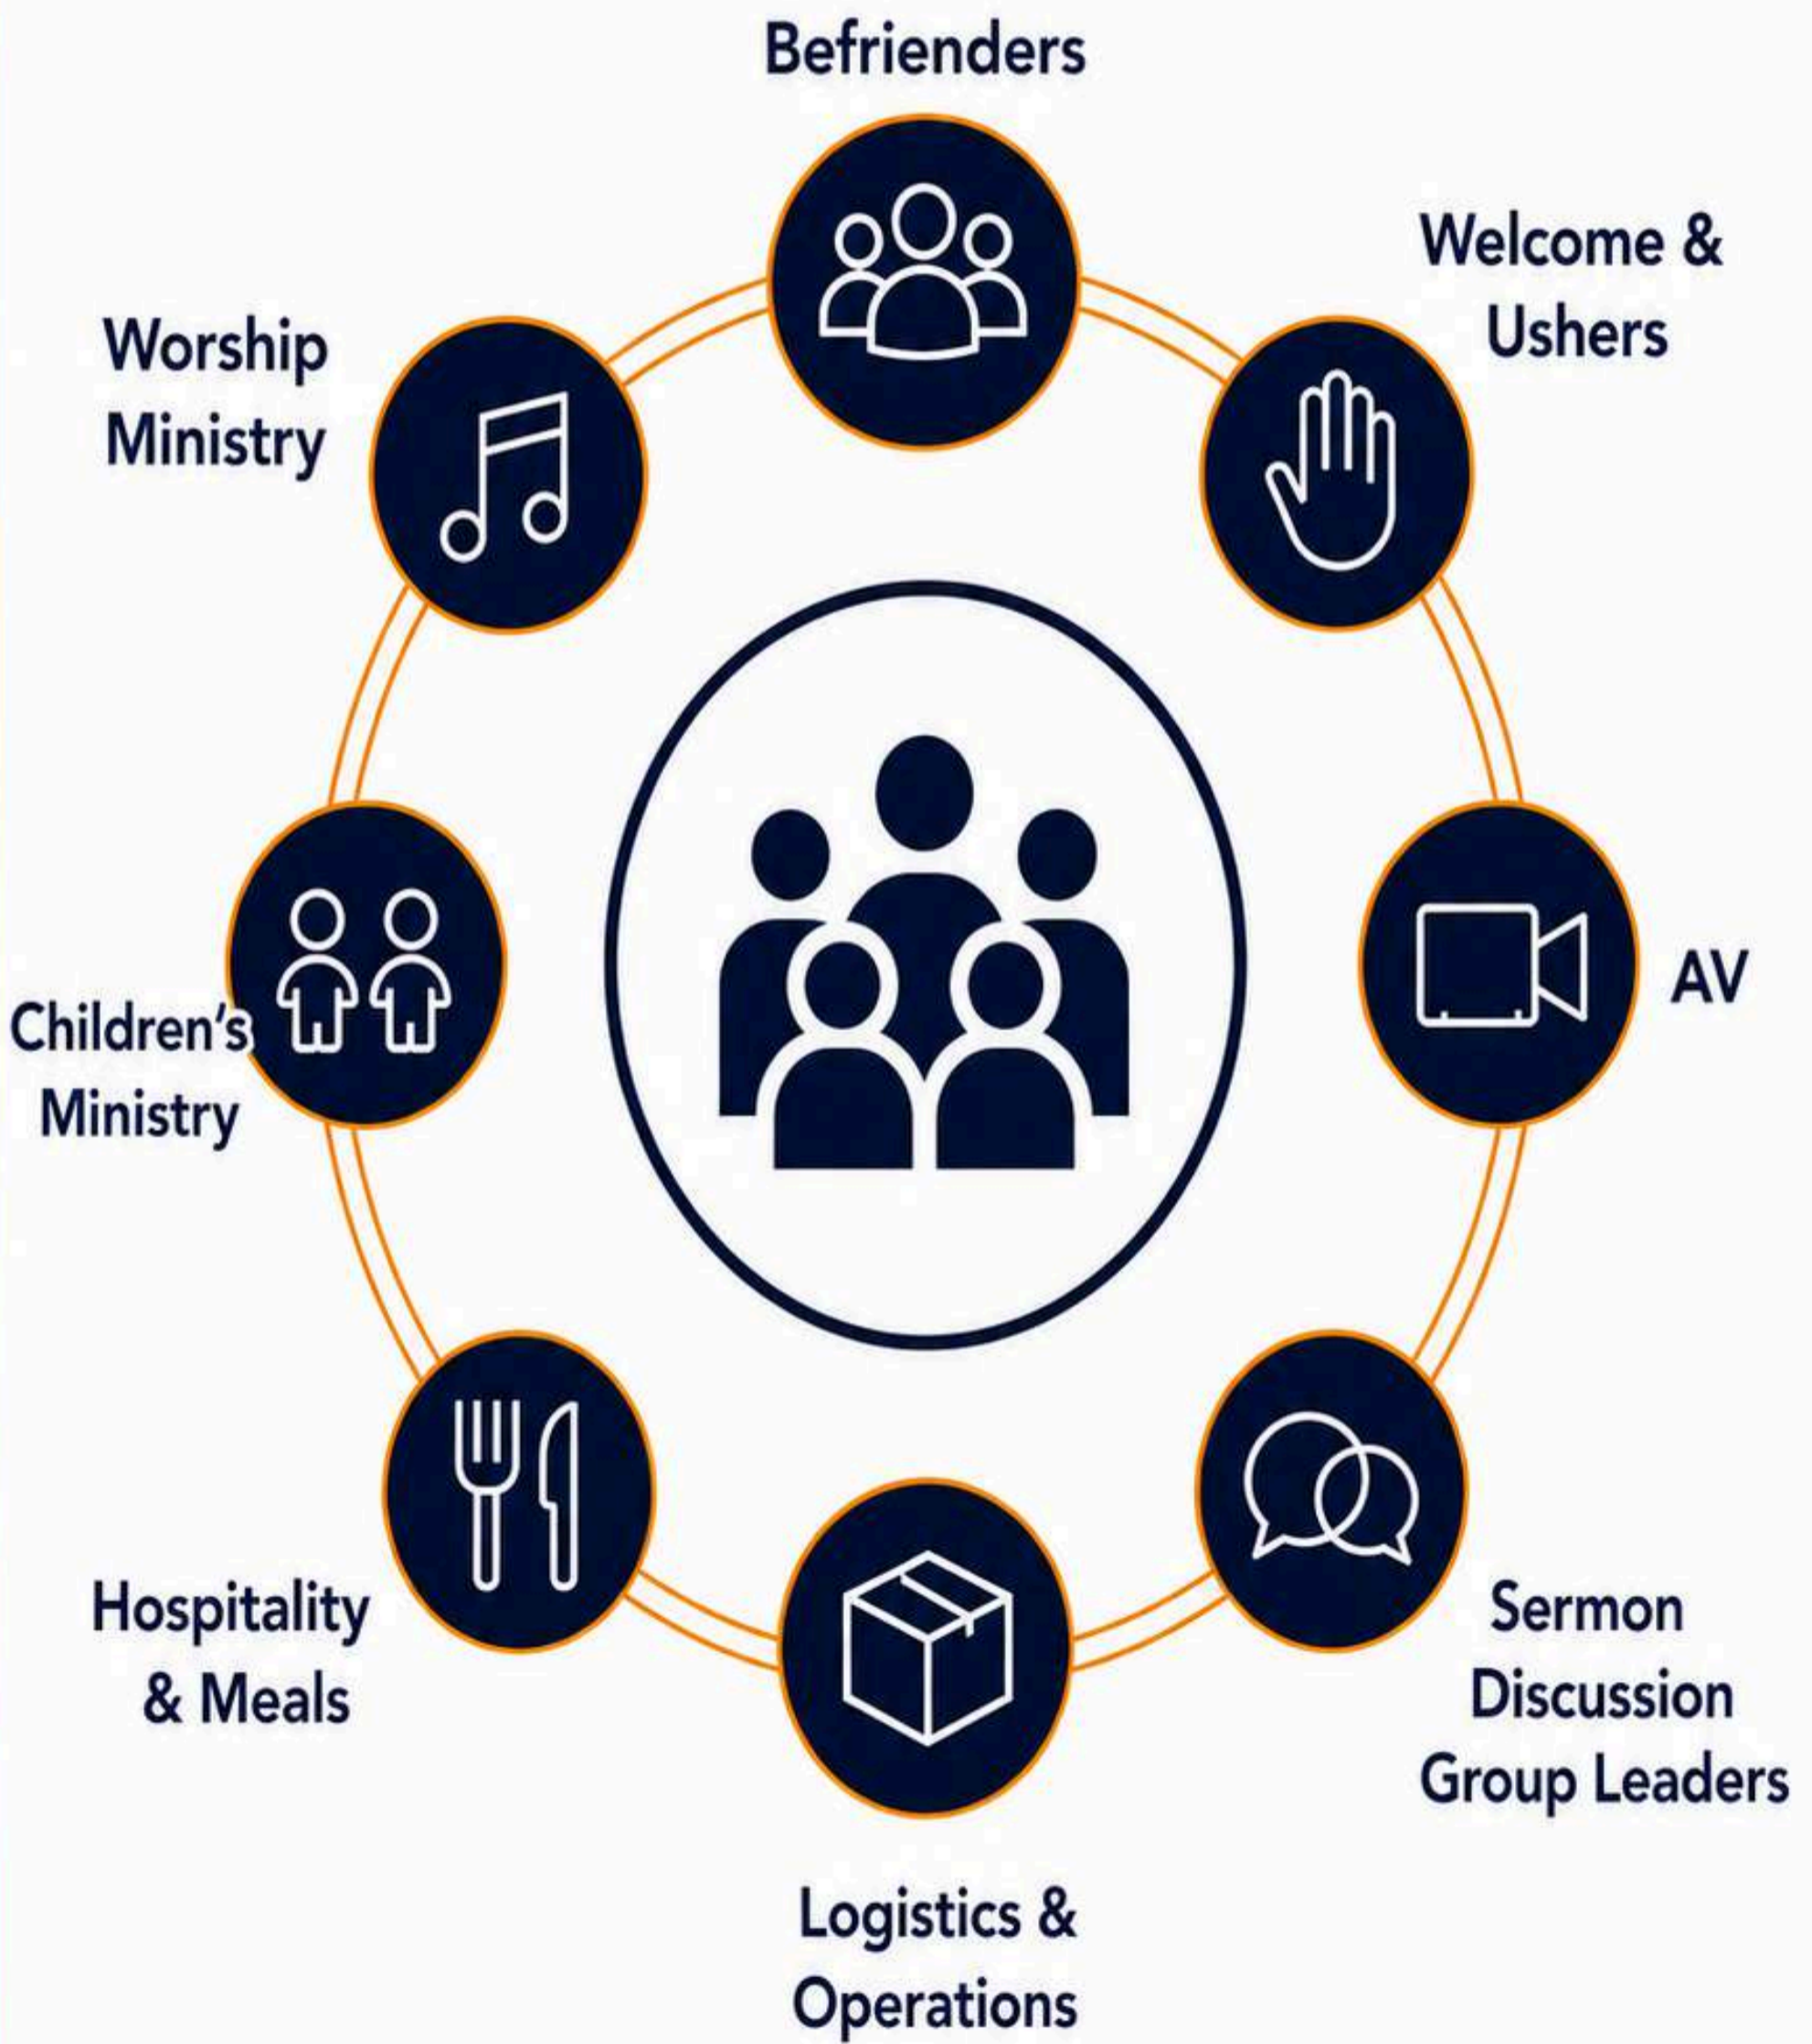 Befrienders
Welcome &
Ushers
Worship
Ministry
AV
Children's
Ministry
Sermon
Discussion
Group Leaders
Hospitality
& Meals
Logistics &
Operations